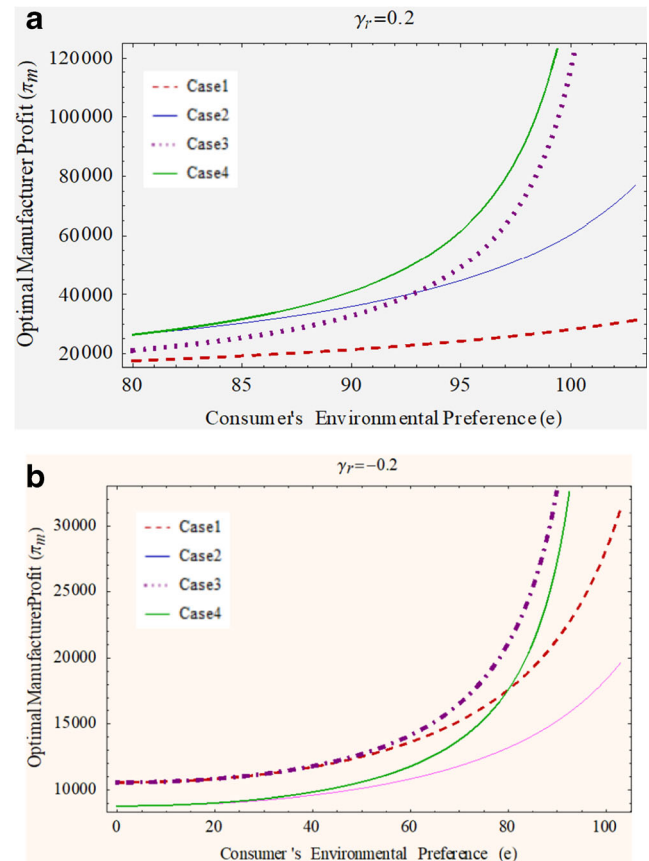 a
γr=0.2
Optimal Manufacturer Profit (πm)
120000
100000
80000
60000
40000
20000
Case1
Case2
Case3
Case4
80
85
90
95
100
Consumer's Environmental Preference (e)
b
γr=−0.2
Optimal ManufacturerProfit (πm)
30000
25000
20000
15000
10000
Case1
Case2
Case3
Case4
0
20
40
60
80
100
Consumer 's Environmental Preference (e)